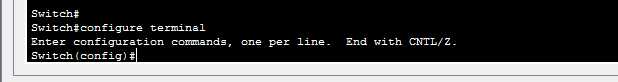 Switch#
Switch#configure terminal
Enter configuration commands, one per line.  End with CNTL/Z.
Switch(config)#